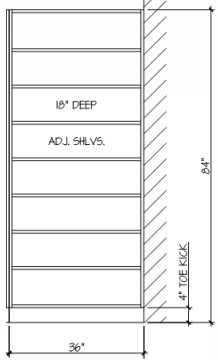 18" DEEP
ADJ. SHLVS.
84"
4" TOE KICK
36"